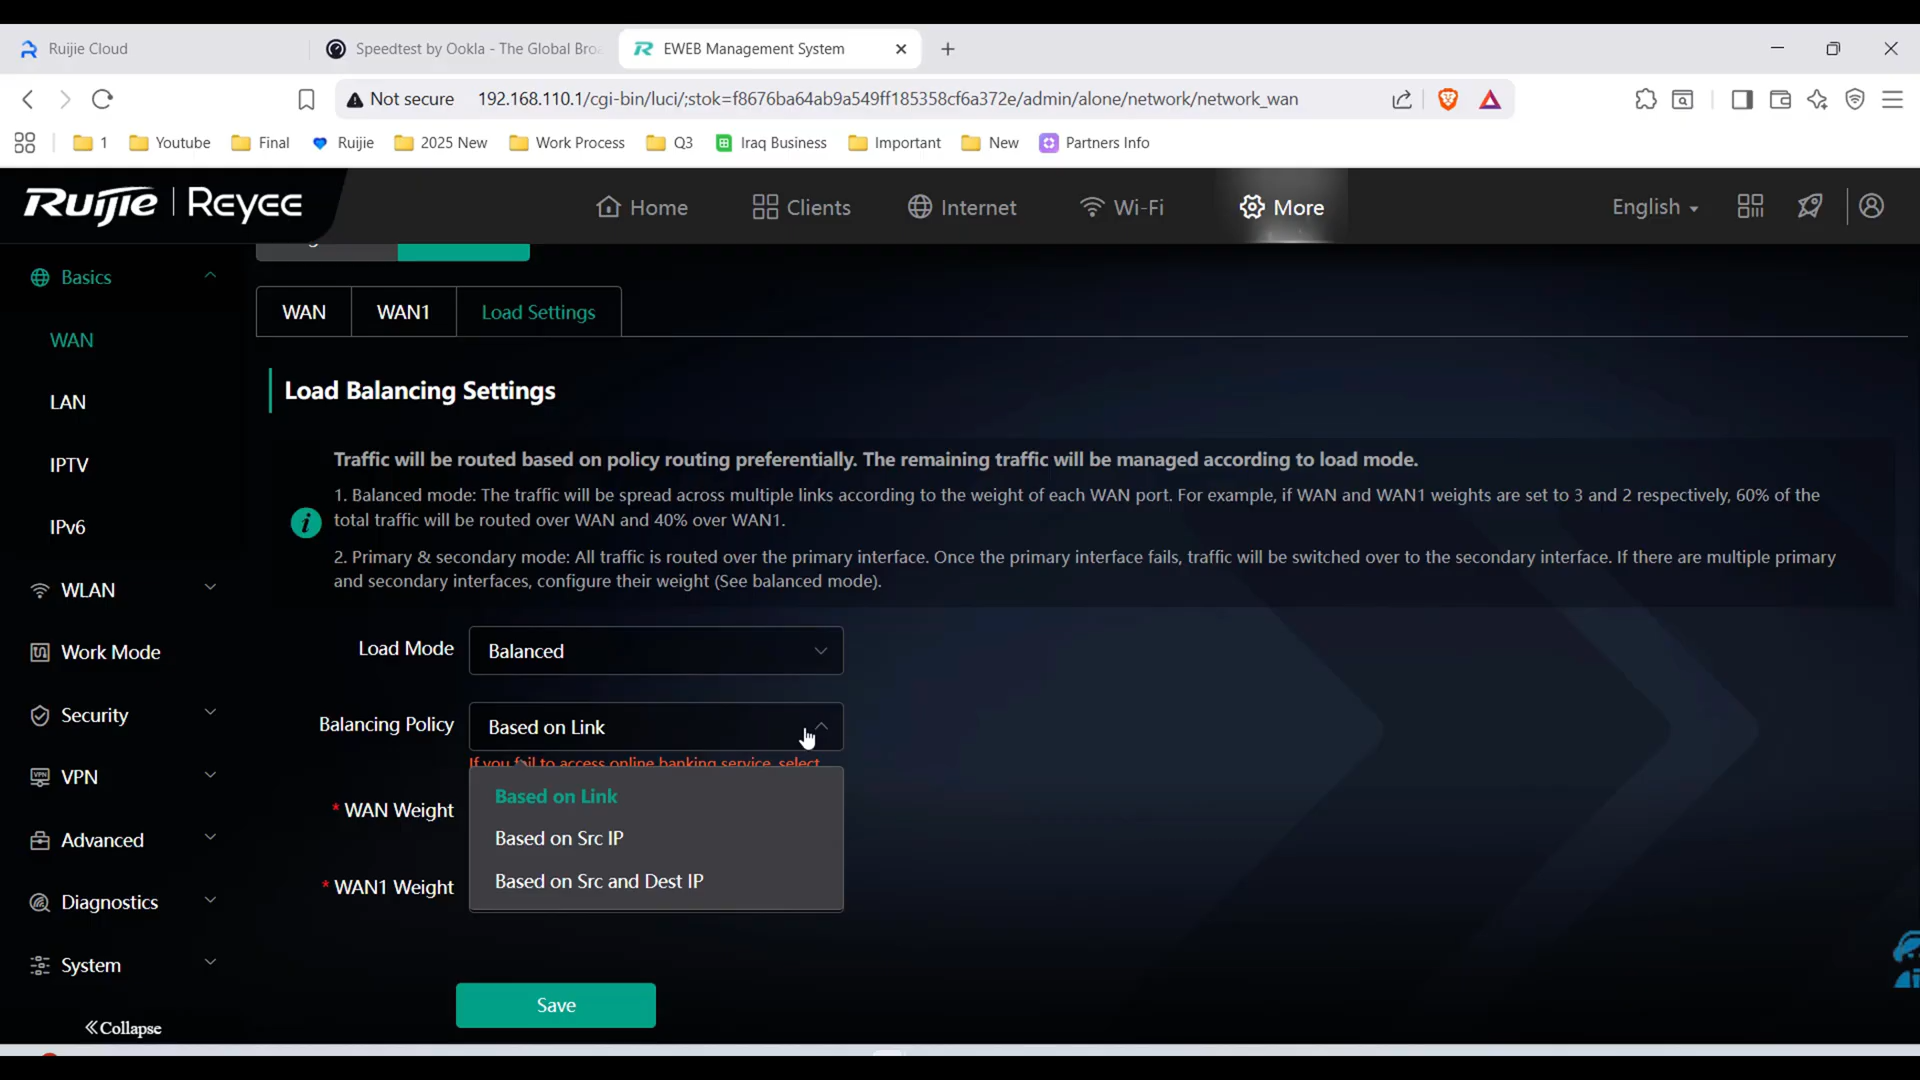 Ruijie Cloud
Speedtest by Ookla - The Global Bro
EWEB Management System
Not secure 192.168.110.1/cgi-bin/luci/;stok=f8676ba64ab9a549ff185358cf6a372e/admin/alone/network/network_wan
1 Youtube Final Ruijie 2025 New Work Process Q3 Iraq Business Important New Partners Info
Ruijie | Reyee Home Clients Internet Wi-Fi More English
Basics
WAN
LAN
IPTV
IPv6
WLAN
Work Mode
Security
VPN
Advanced
Diagnostics
System
Collapse
WAN WAN1 Load Settings
Load Balancing Settings
Traffic will be routed based on policy routing preferentially. The remaining traffic will be managed according to load mode.
1. Balanced mode: The traffic will be spread across multiple links according to the weight of each WAN port. For example, if WAN and WAN1 weights are set to 3 and 2 respectively, 60% of the
total traffic will be routed over WAN and 40% over WAN1.
2. Primary & secondary mode: All traffic is routed over the primary interface. Once the primary interface fails, traffic will be switched over to the secondary interface. If there are multiple primary
and secondary interfaces, configure their weight (See balanced mode).
Load Mode Balanced
Balancing Policy Based on Link
If you fail to access online banking service, select
Based on Link
* WAN Weight
Based on Src IP
Based on Src and Dest IP
* WAN1 Weight
Save